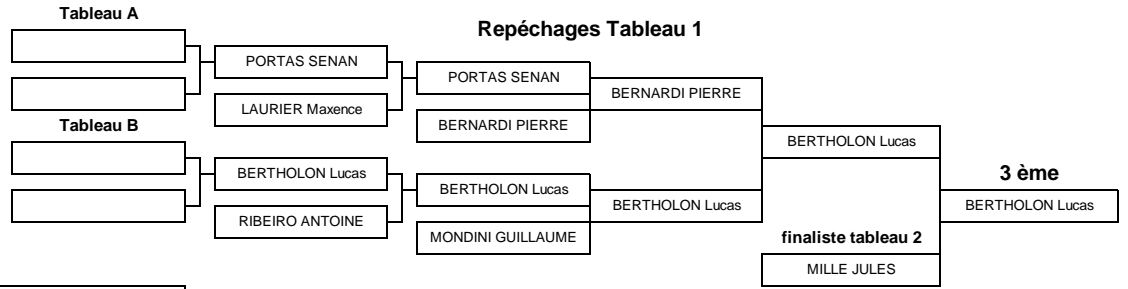 Tableau A
Repéchages Tableau 1
PORTAS SENAN
PORTAS SENAN
BERNARDI PIERRE
LAURIER Maxence
BERNARDI PIERRE
Tableau B
BERTHOLON Lucas
BERTHOLON Lucas
3 ème
BERTHOLON Lucas
BERTHOLON Lucas
BERTHOLON Lucas
RIBEIRO ANTOINE
MONDINI GUILLAUME
finaliste tableau 2
MILLE JULES